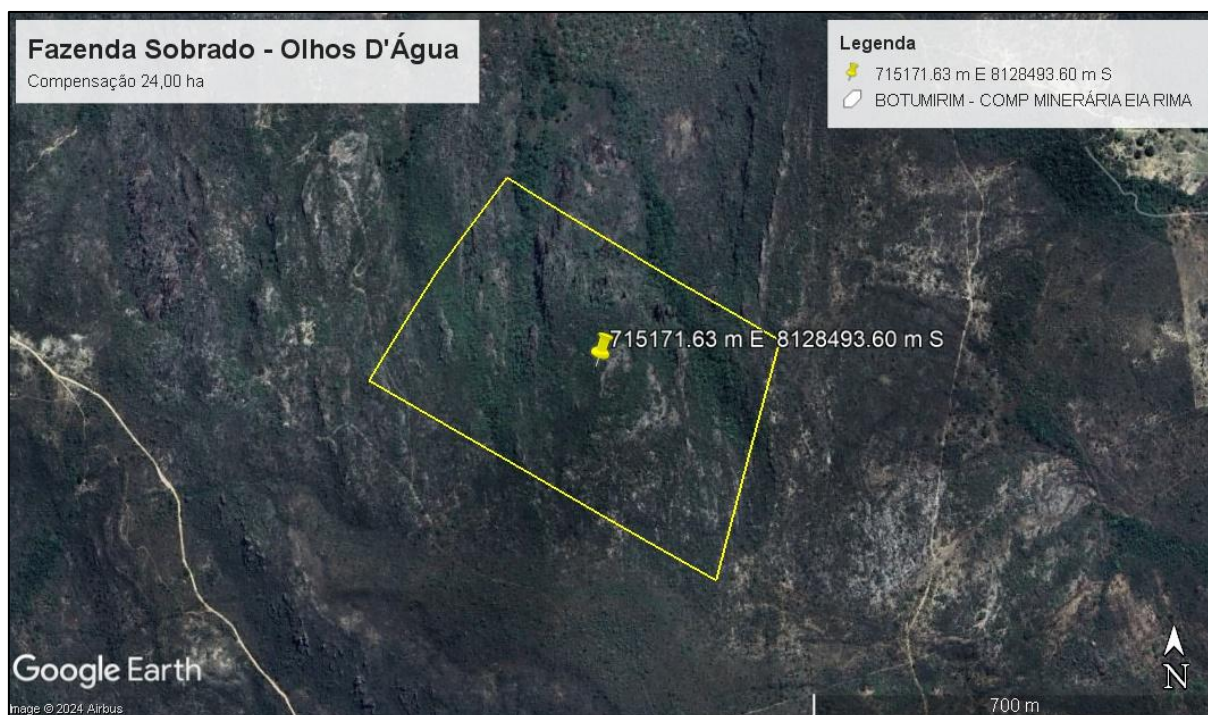 Fazenda Sobrado - Olhos D'Água
Compensação 24,00 ha
Legenda
715171.63 m E 8128493.60 m S
BOTUMIRIM - COMP MINERÁRIA EIA RIMA
715171.63 m E 8128493.60 m S
Google Earth
Image © 2024 Airbus
N
700 m